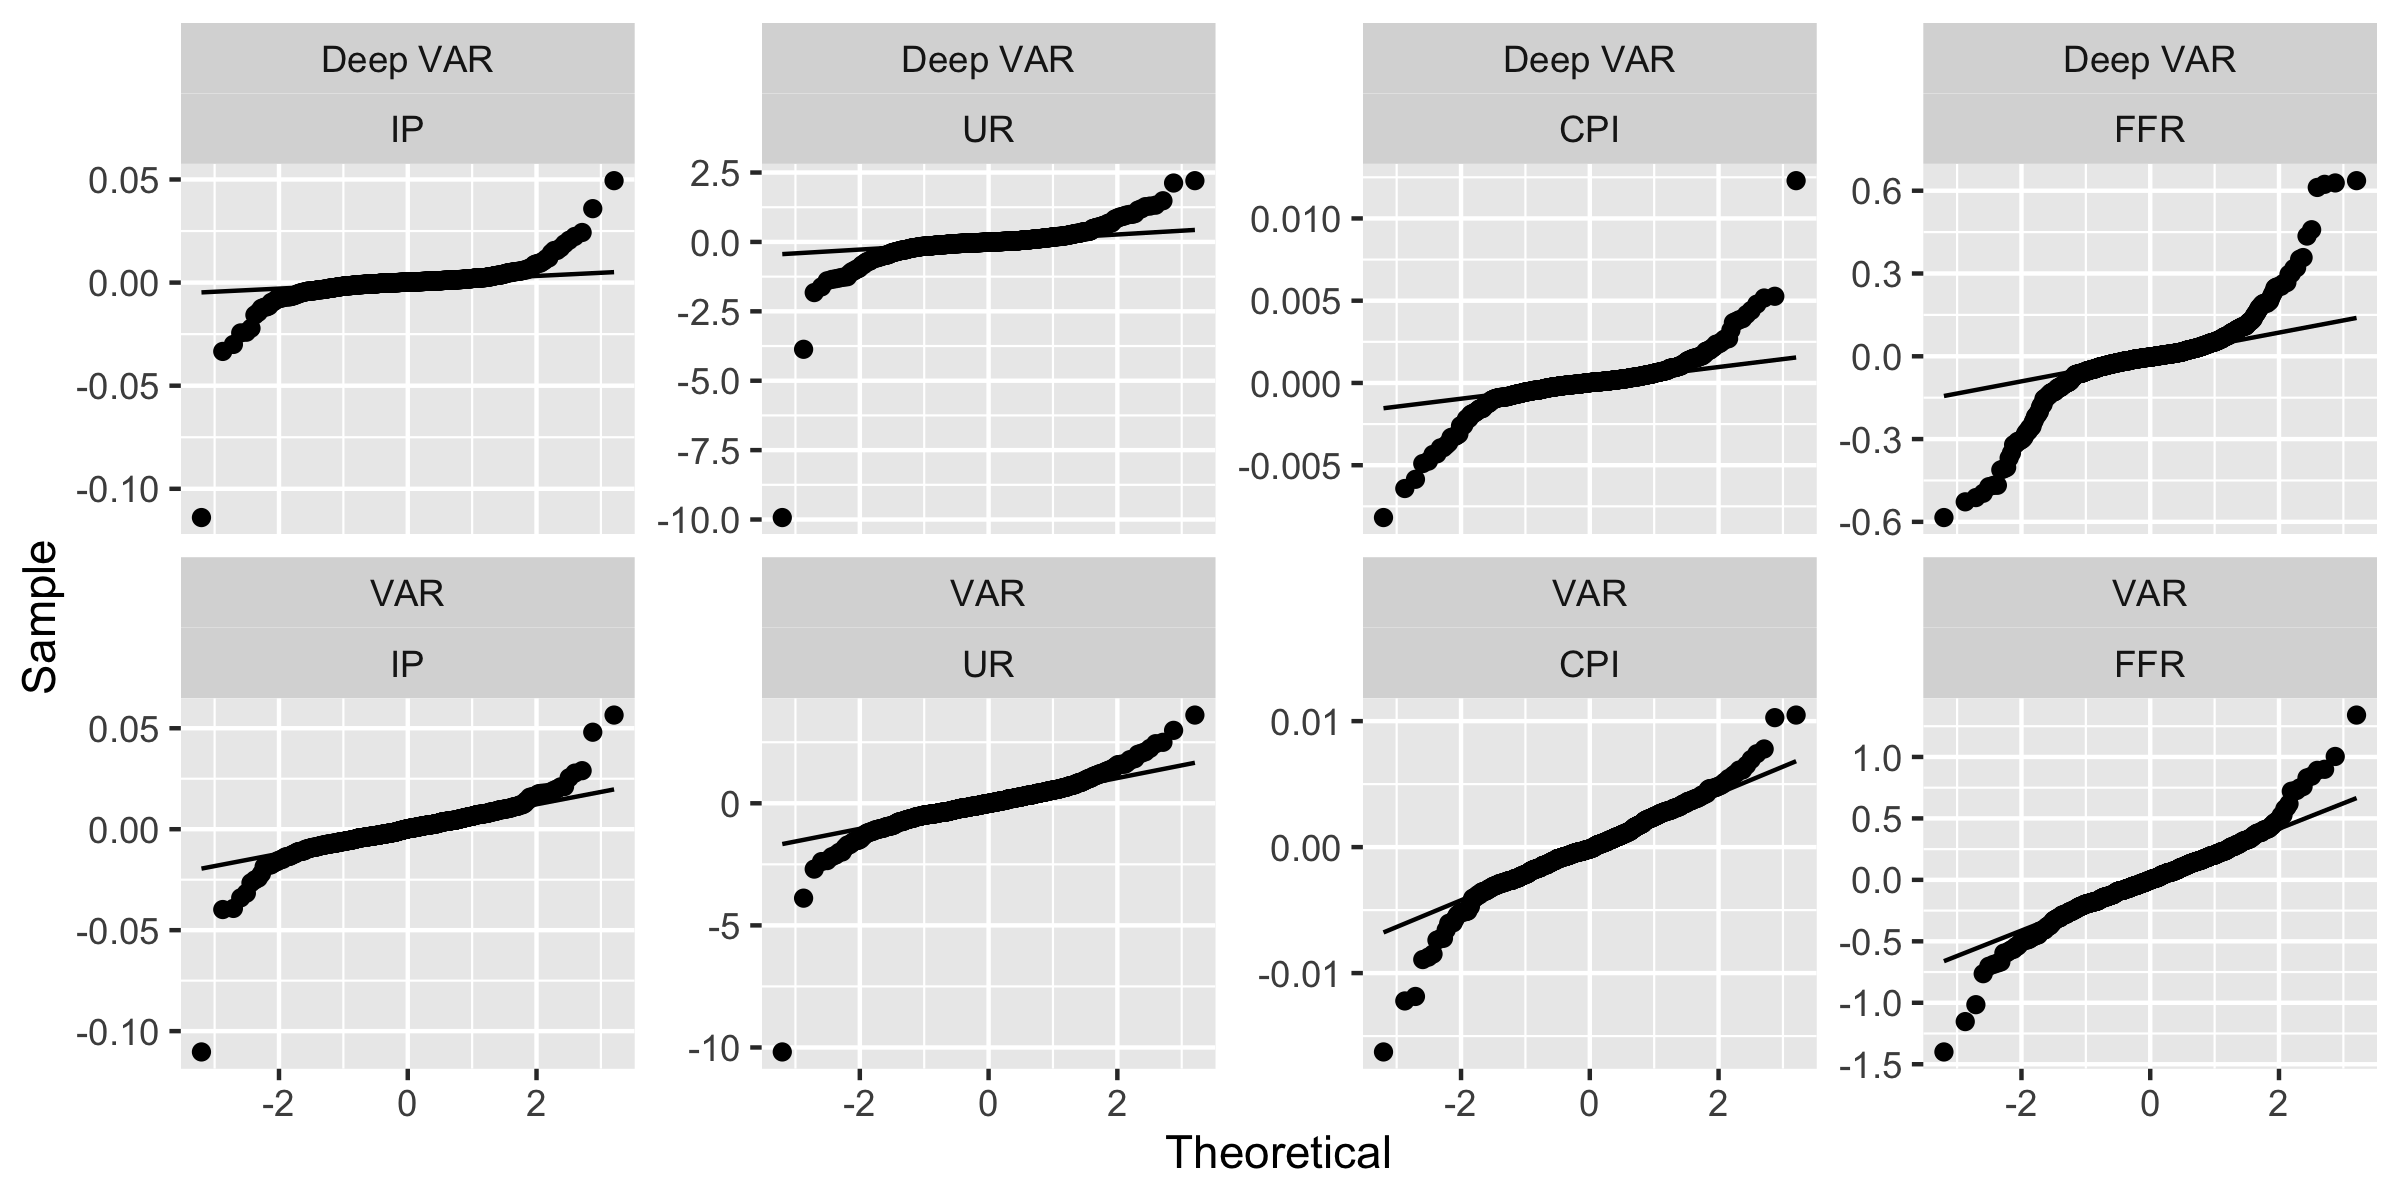 Deep VAR
Deep VAR
Deep VAR
Deep VAR
IP
UR
CPI
FFR
0.05
0.00
-0.05
-0.10
2.5
0.0
-2.5
-5.0
-7.5
-10.0
0.010
0.005
0.000
-0.005
0.6
0.3
0.0
-0.3
-0.6
Sample
VAR
VAR
VAR
VAR
IP
UR
CPI
FFR
0.05
0.00
-0.05
-0.10
0
-5
-10
0.01
0.00
-0.01
1.0
0.5
0.0
-0.5
-1.0
-1.5
-2 0 2
-2 0 2
-2 0 2
-2 0 2
Theoretical